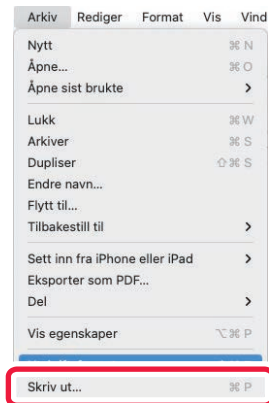 Arkiv Rediger Format Vis Vind
Nytt ⌘ N
Åpne... ⌘ O
Åpne sist brukte >
Lukk ⌘ W
Arkiver ⌘ S
Dupliser ⇧⌘ S
Endre navn...
Flytt til...
Tilbakestill til >
Sett inn fra iPhone eller iPad >
Eksporter som PDF...
Del >
Vis egenskaper ⌥⌘ P
Skriv ut... ⌘ P